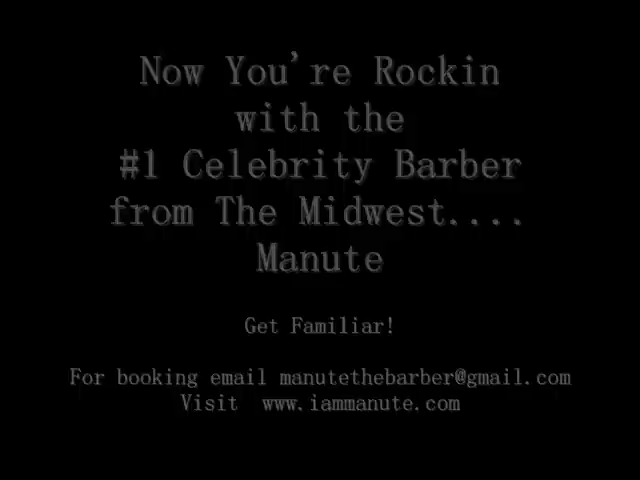 Now You're Rockin
with the
#1 Celebrity Barber
from The Midwest....
Manute
Get Familiar!
For booking email manutethebarber@gmail.com
Visit www.iammanute.com